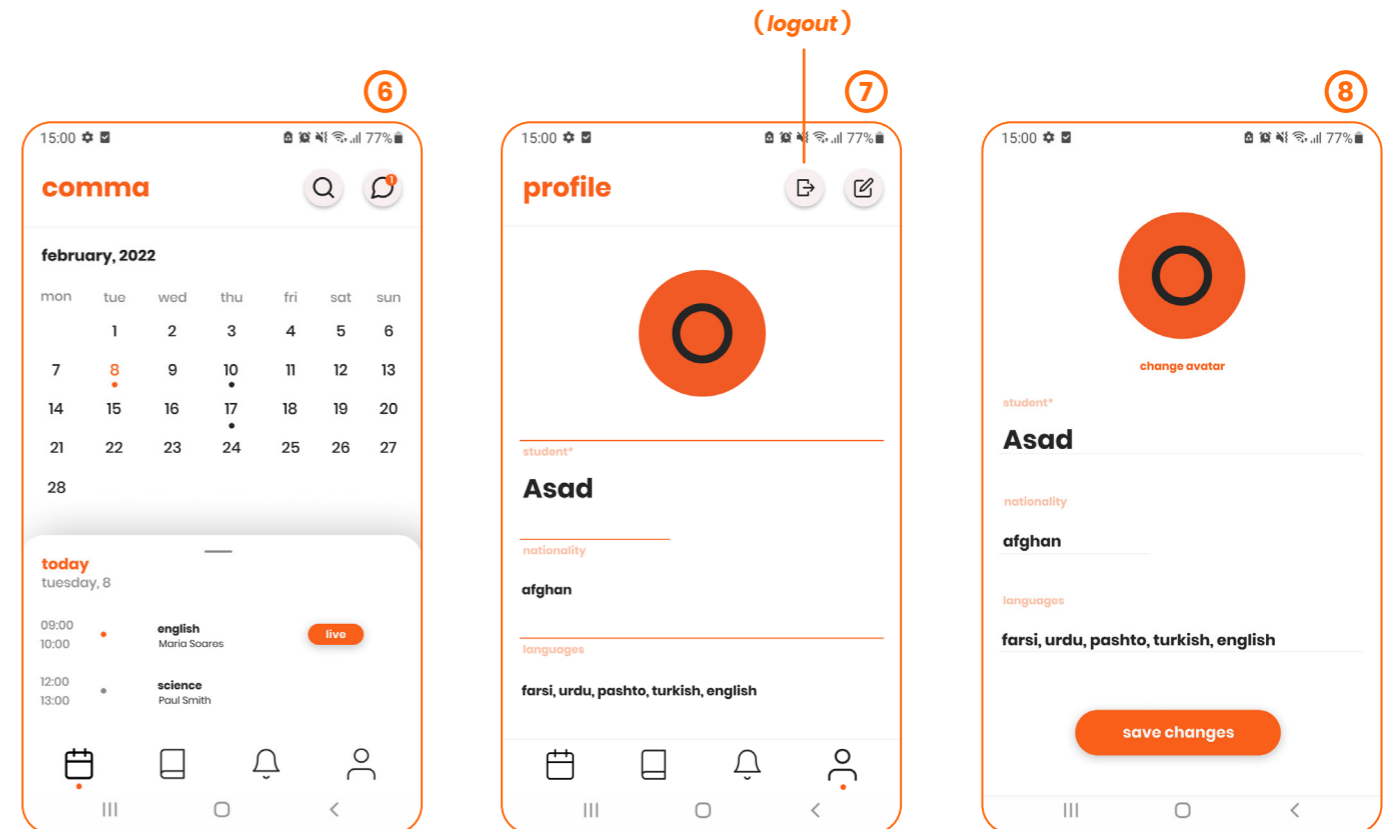 (logout)
6
15:00 77%
comma
1
february, 2022
mon tue wed thu fri sat sun
1 2 3 4 5 6
7 8 9 10 11 12 13
14 15 16 17 18 19 20
21 22 23 24 25 26 27
28
today
tuesday, 8
09:00
10:00
english
Maria Soares
live
12:00
13:00
science
Paul Smith
7
15:00 77%
profile
student*
Asad
nationality
afghan
languages
farsi, urdu, pashto, turkish, english
8
15:00 77%
change avatar
student*
Asad
nationality
afghan
languages
farsi, urdu, pashto, turkish, english
save changes